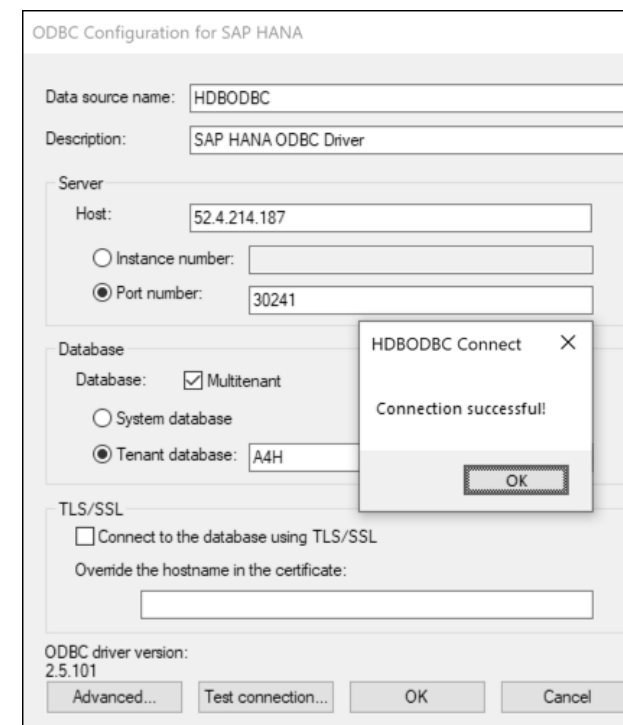 ODBC Configuration for SAP HANA
Data source name: HDBODBC
Description: SAP HANA ODBC Driver
Server
Host: 52.4.214.187
Instance number:
Port number: 30241
HDBODBC Connect
Connection successful!
OK
Database
Database: Multitenant
System database
Tenant database: A4H
TLS/SSL
Connect to the database using TLS/SSL
Override the hostname in the certificate:
ODBC driver version:
2.5.101
Advanced... Test connection... OK Cancel